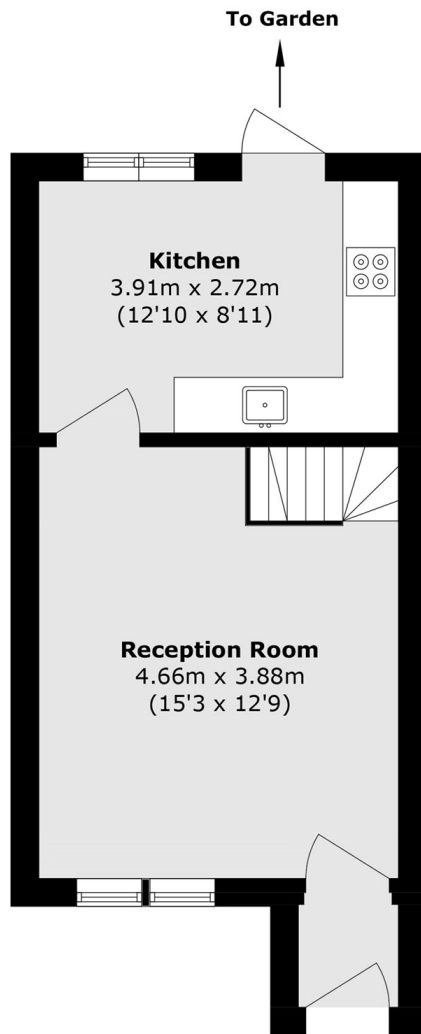 To Garden
Kitchen
3.91m x 2.72m
(12'10 x 8'11)
Reception Room
4.66m x 3.88m
(15'3 x 12'9)